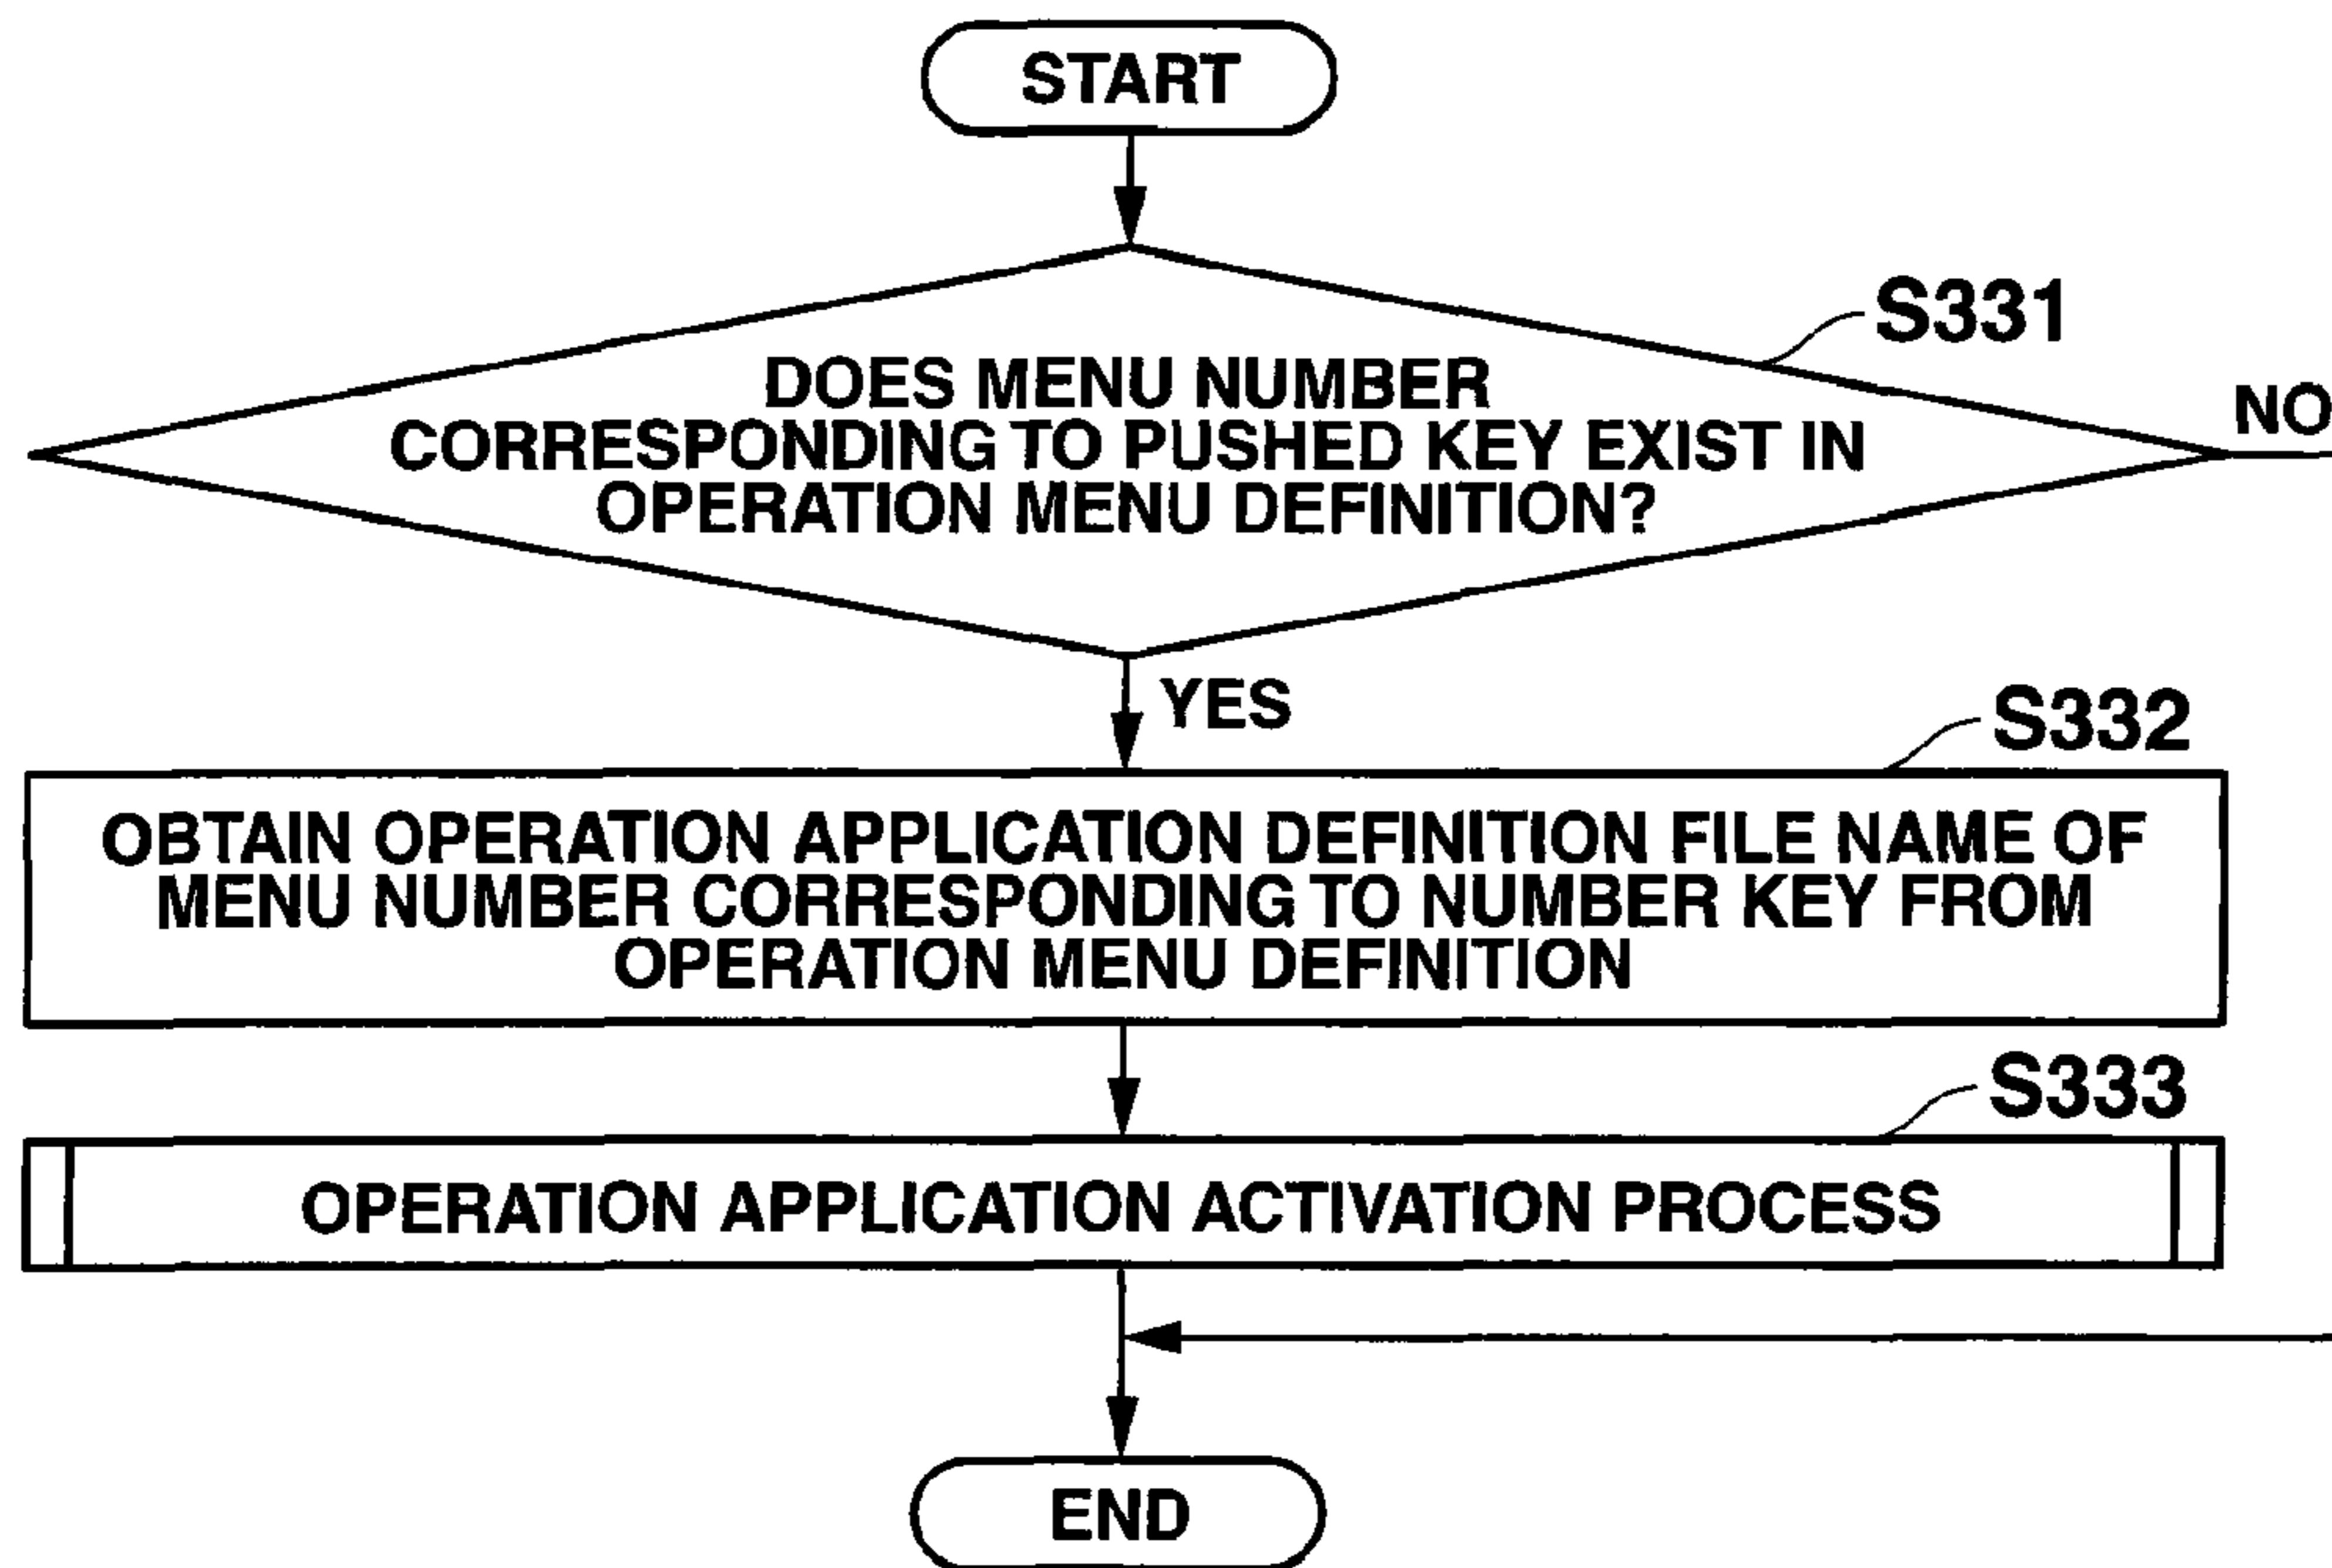 START
S331
DOES MENU NUMBER
CORRESPONDING TO PUSHED KEY EXIST IN
OPERATION MENU DEFINITION?
NO
YES
S332
OBTAIN OPERATION APPLICATION DEFINITION FILE NAME OF
MENU NUMBER CORRESPONDING TO NUMBER KEY FROM
OPERATION MENU DEFINITION
S333
OPERATION APPLICATION ACTIVATION PROCESS
END